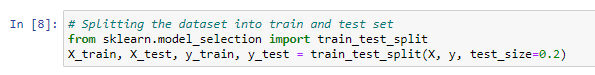 In [8]: # Splitting the dataset into train and test set
from sklearn.model_selection import train_test_split
X_train, X_test, y_train, y_test = train_test_split(X, y, test_size=0.2)